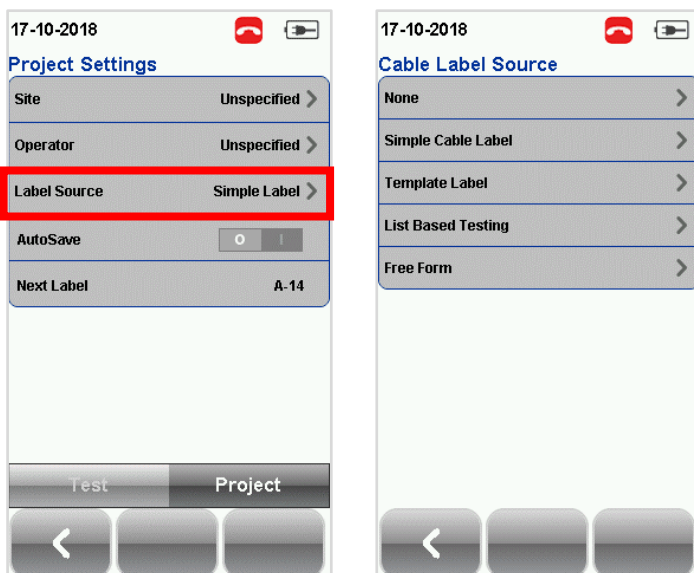 17-10-2018
Project Settings
Site Unspecified
Operator Unspecified
Label Source Simple Label
AutoSave O I
Next Label A-14
Test Project
17-10-2018
Cable Label Source
None
Simple Cable Label
Template Label
List Based Testing
Free Form